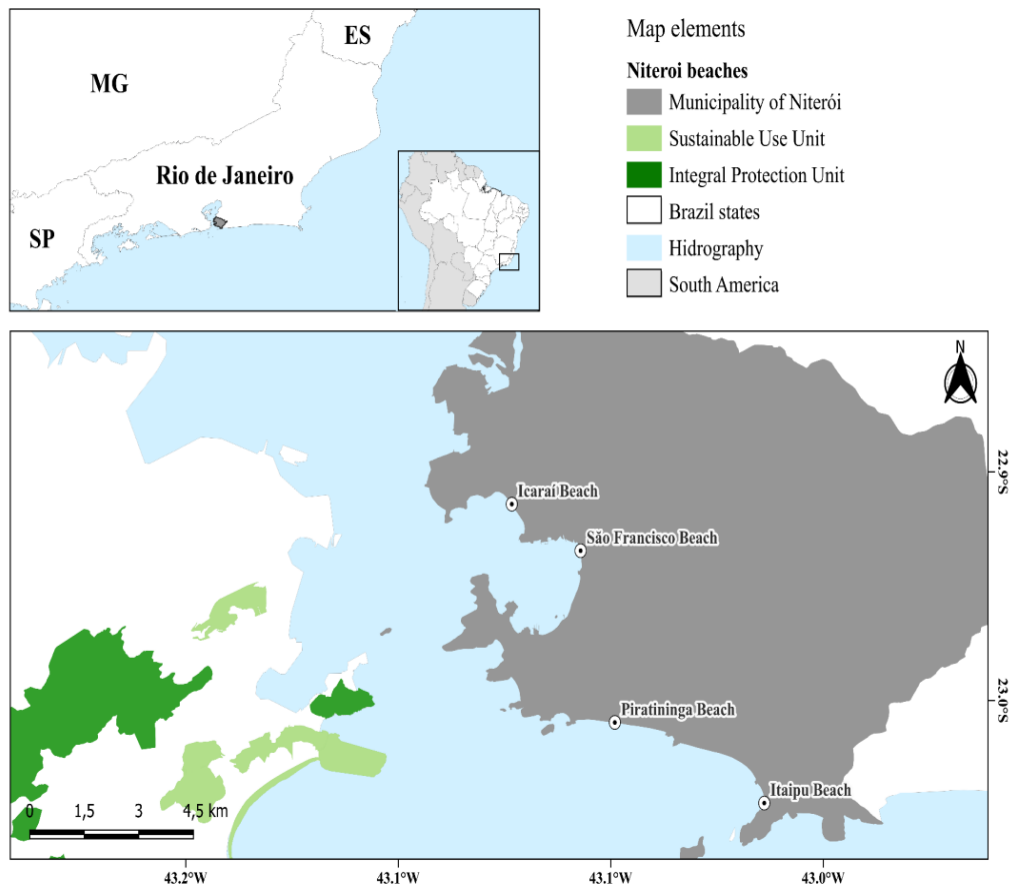 ES
MG
Rio de Janeiro
SP
Map elements
Niteroi beaches
Municipality of Niterói
Sustainable Use Unit
Integral Protection Unit
Brazil states
Hidrography
South America
N
Icaraí Beach
São Francisco Beach
Piratininga Beach
Itaipu Beach
22.9°S
23.0°S
0 1,5 3 4,5 km
43.2°W 43.1°W 43.1°W 43.0°W